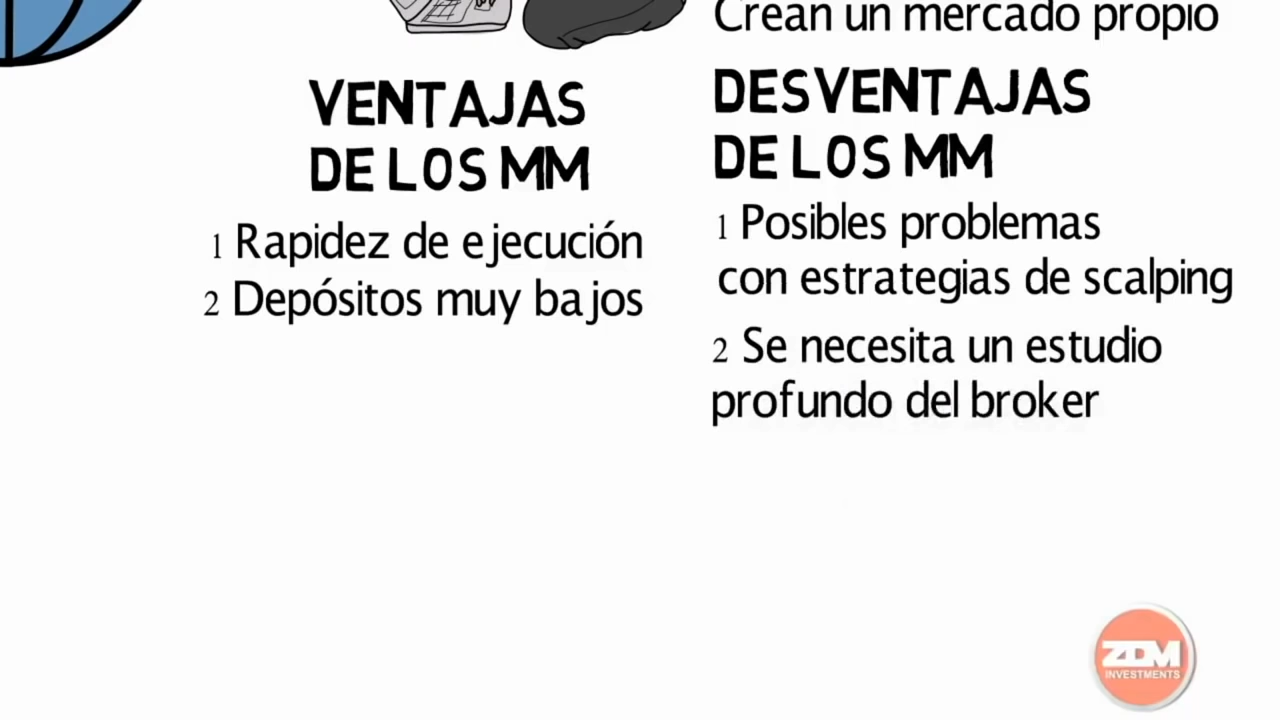 Crean un mercado propio
VENTAJAS
DE LOS MM
1 Rapidez de ejecución
2 Depósitos muy bajos
DESVENTAJAS
DE LOS MM
1 Posibles problemas
con estrategias de scalping
2 Se necesita un estudio
profundo del broker
ZDM
INVESTMENTS